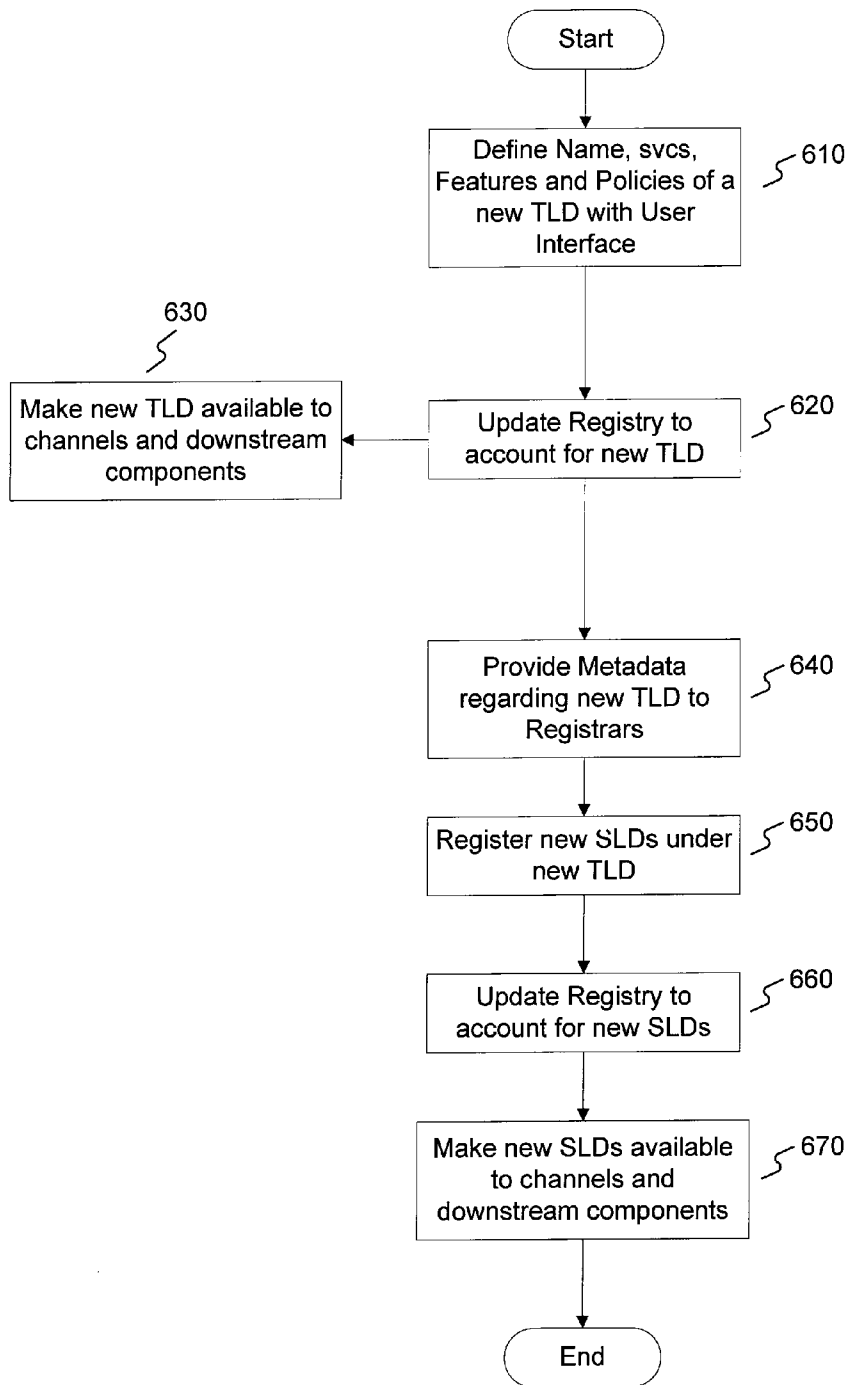 Start
Define Name, svcs,
Features and Policies of a
new TLD with User
Interface
610
630
Make new TLD available to
channels and downstream
components
Update Registry to
account for new TLD
620
Provide Metadata
regarding new TLD to
Registrars
640
Register new SLDs under
new TLD
650
Update Registry to
account for new SLDs
660
Make new SLDs available
to channels and
downstream components
670
End